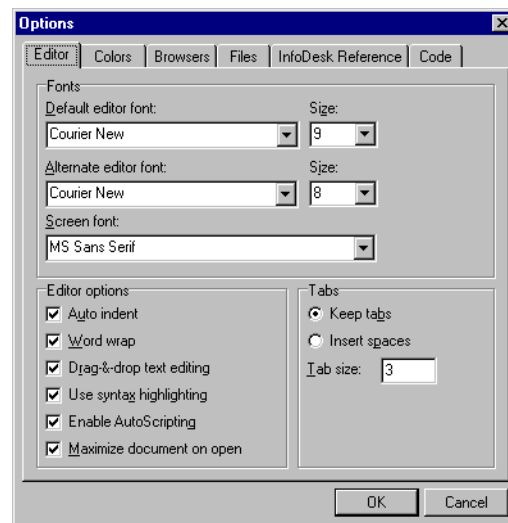 Options
Editor Colors Browsers Files InfoDesk Reference Code
Fonts
Default editor font: Size:
Courier New 9
Alternate editor font: Size:
Courier New 8
Screen font:
MS Sans Serif
Editor options
Auto indent
Word wrap
Drag-&-drop text editing
Use syntax highlighting
Enable AutoScripting
Maximize document on open
Tabs
Keep tabs
Insert spaces
Tab size: 3
OK Cancel